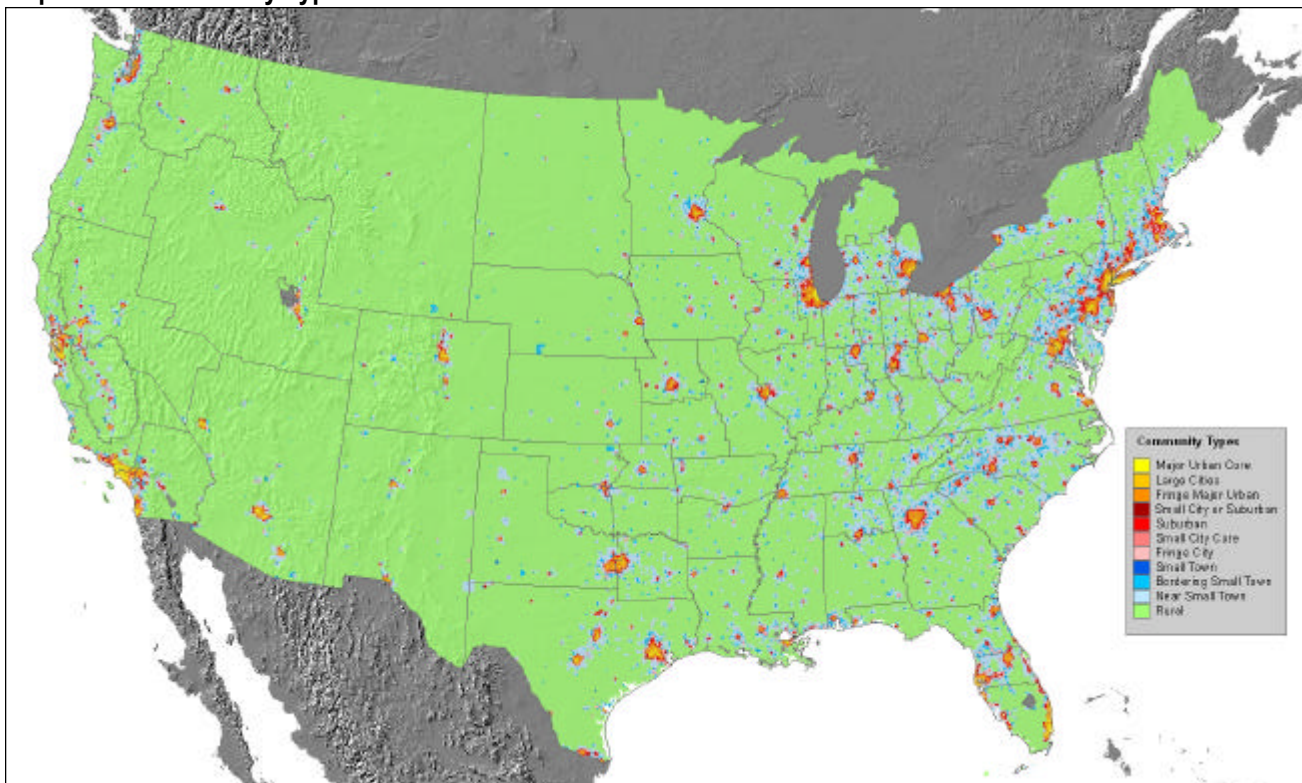 Community Types
Major Urban Core
Large Cities
Fringe Major Urban
Small City or Suburban
Suburban
Small City Core
Fringe City
Small Town
Bordering Small Town
Near Small Town
Rural